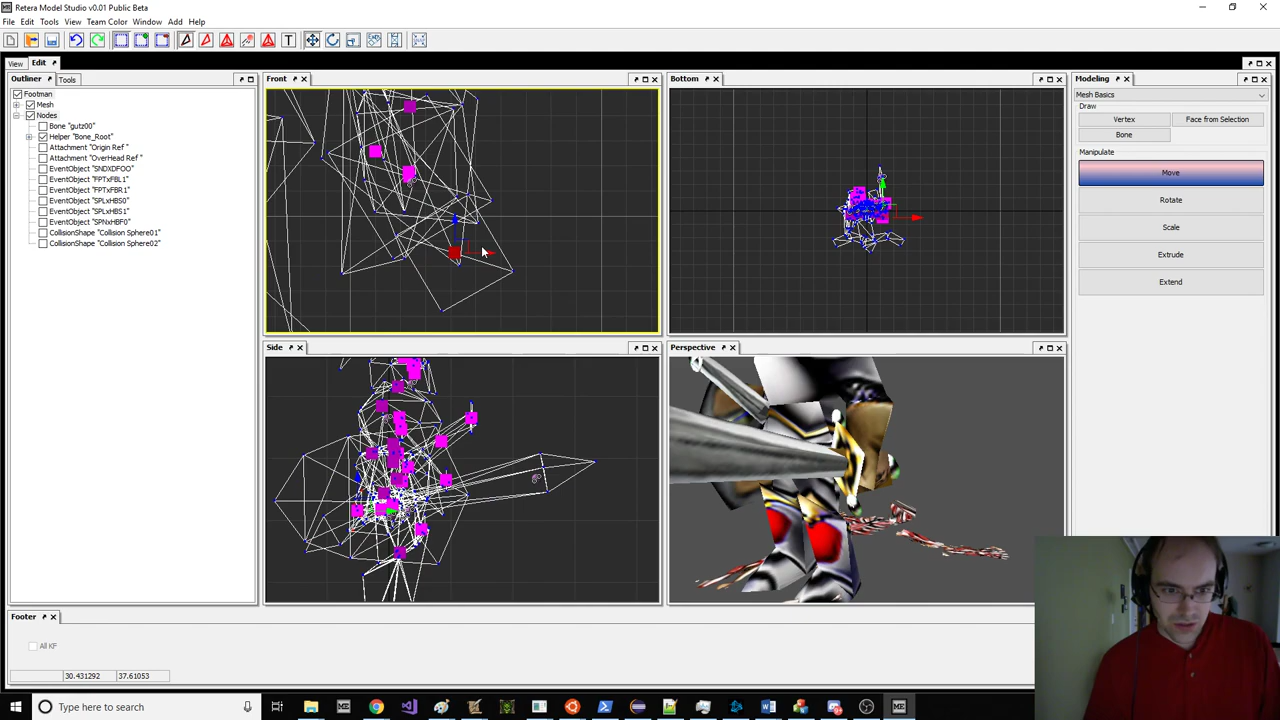 Retera Model Studio v0.01 Public Beta
File Edit Tools View Team Color Window Add Help
View Edit
Outliner Tools
Footman
Mesh
Nodes
Bone "gutz00"
Helper "Bone_Root"
Attachment "Origin Ref "
Attachment "OverHead Ref "
EventObject "SNDXDFOO"
EventObject "FPTxFBL1"
EventObject "FPTxFBR1"
EventObject "SPLxHBS0"
EventObject "SPLxHBS1"
EventObject "SPNxHBF0"
CollisionShape "Collision Sphere01"
CollisionShape "Collision Sphere02"
Front
Bottom
Side
Perspective
Modeling
Mesh Basics
Draw
Vertex Face from Selection
Bone
Manipulate
Move
Rotate
Scale
Extrude
Extend
Footer
All KF
30.431292 37.61053
Type here to search